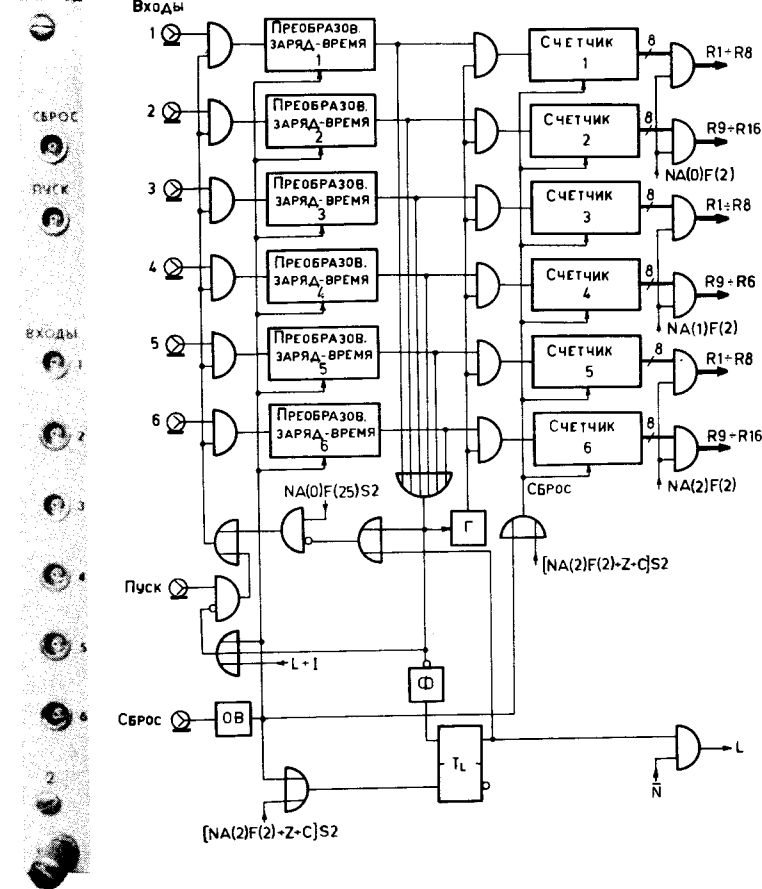 Входы
1
2
3
4
5
6
Преобразов.
заряд-время
1
Преобразов.
заряд-время
2
Преобразов.
заряд-время
3
Преобразов.
заряд-время
4
Преобразов.
заряд-время
5
Преобразов.
заряд-время
6
Счетчик
1
Счетчик
2
Счетчик
3
Счетчик
4
Счетчик
5
Счетчик
6
8
8
8
8
8
8
R1÷R8
R9÷R16
NA(0)F(2)
R1÷R8
R9÷R6
NA(1)F(2)
R1÷R8
R9÷R16
NA(2)F(2)
Сброс
NA(0)F(25)S2
Г
[NA(2)F(2)+Z+C]S2
Пуск
L+I
Ф
Сброс
ОВ
TL
L
N̅
[NA(2)F(2)+Z+C]S2
СБРОС
ПУСК
ВХОДЫ
1
2
3
4
5
6
2